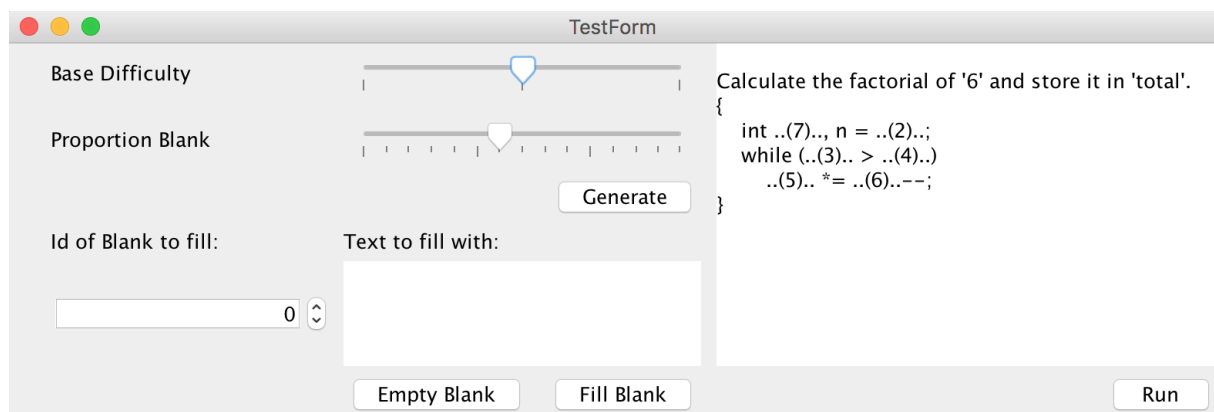 TestForm
Base Difficulty
Proportion Blank
Generate
Id of Blank to fill:
Text to fill with:
0
Empty Blank
Fill Blank
Calculate the factorial of '6' and store it in 'total'.
{
int ..(7).., n = ..(2)..;
while (..(3).. > ..(4)..)
..(5).. *= ..(6)..--;
}
Run